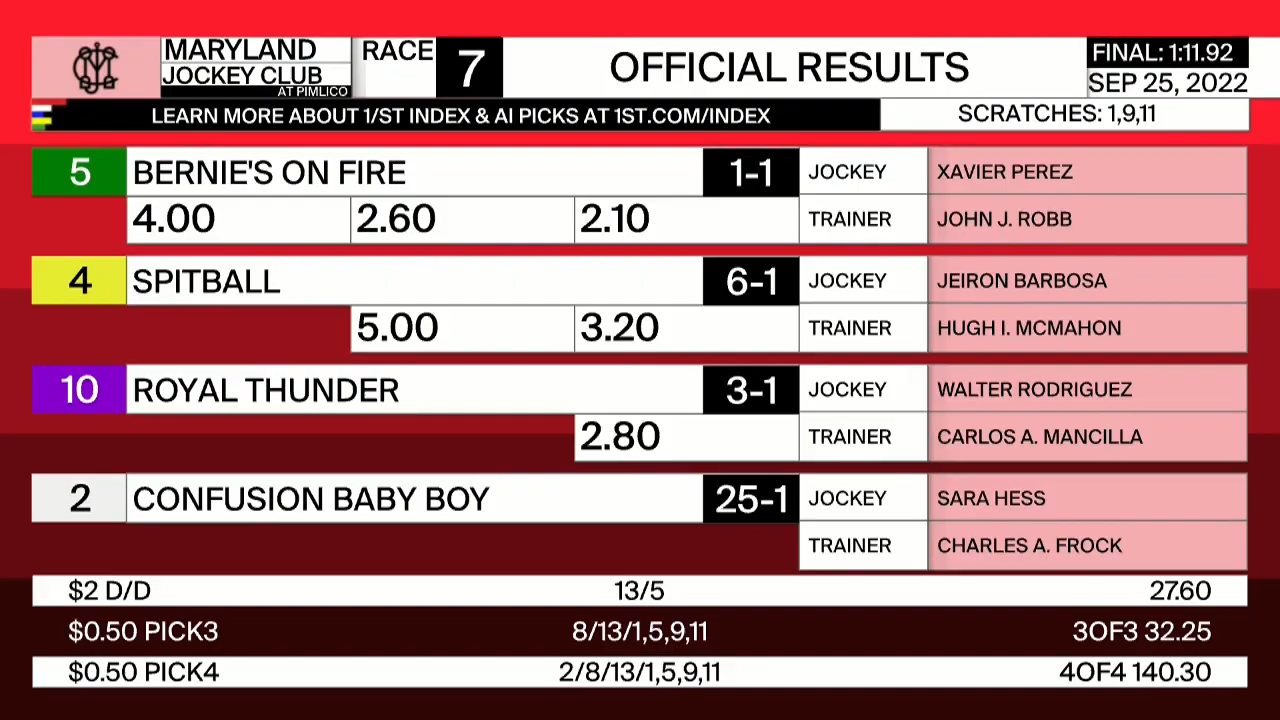 MARYLAND
JOCKEY CLUB
AT PIMLICO
RACE 7
OFFICIAL RESULTS
FINAL: 1:11.92
SEP 25, 2022
LEARN MORE ABOUT 1/ST INDEX & AI PICKS AT 1ST.COM/INDEX
SCRATCHES: 1,9,11
5 BERNIE'S ON FIRE 1-1 JOCKEY XAVIER PEREZ
4.00 2.60 2.10 TRAINER JOHN J. ROBB
4 SPITBALL 6-1 JOCKEY JEIRON BARBOSA
5.00 3.20 TRAINER HUGH I. MCMAHON
10 ROYAL THUNDER 3-1 JOCKEY WALTER RODRIGUEZ
2.80 TRAINER CARLOS A. MANCILLA
2 CONFUSION BABY BOY 25-1 JOCKEY SARA HESS
TRAINER CHARLES A. FROCK
$2 D/D 13/5 27.60
$0.50 PICK3 8/13/1,5,9,11 3OF3 32.25
$0.50 PICK4 2/8/13/1,5,9,11 4OF4 140.30